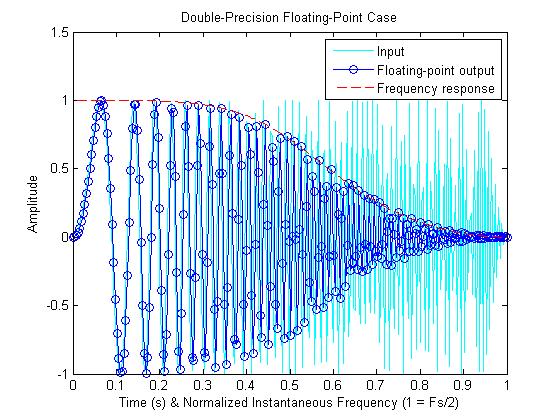 Double-Precision Floating-Point Case
Input
Floating-point output
Frequency response
Amplitude
1.5
1
0.5
0
-0.5
-1
0 0.1 0.2 0.3 0.4 0.5 0.6 0.7 0.8 0.9 1
Time (s) & Normalized Instantaneous Frequency (1 = Fs/2)